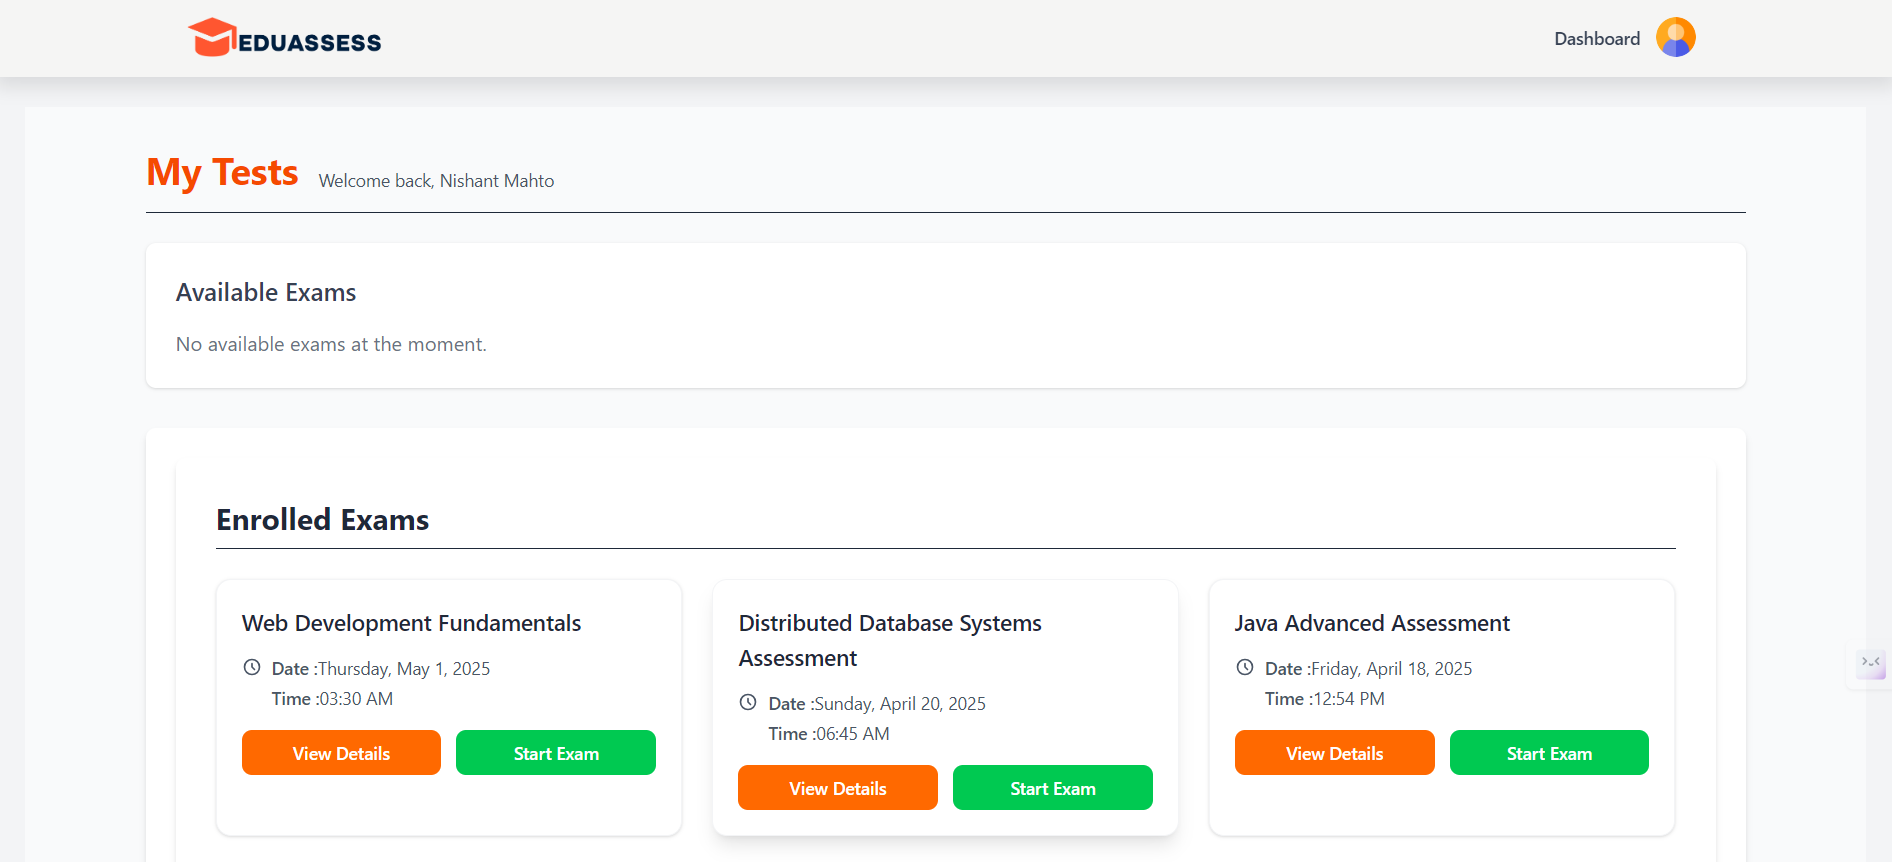 EDUASSESS
Dashboard
My Tests
Welcome back, Nishant Mahto
Available Exams
No available exams at the moment.
Enrolled Exams
Web Development Fundamentals
Date :Thursday, May 1, 2025
Time :03:30 AM
View Details
Start Exam
Distributed Database Systems
Assessment
Date :Sunday, April 20, 2025
Time :06:45 AM
View Details
Start Exam
Java Advanced Assessment
Date :Friday, April 18, 2025
Time :12:54 PM
View Details
Start Exam